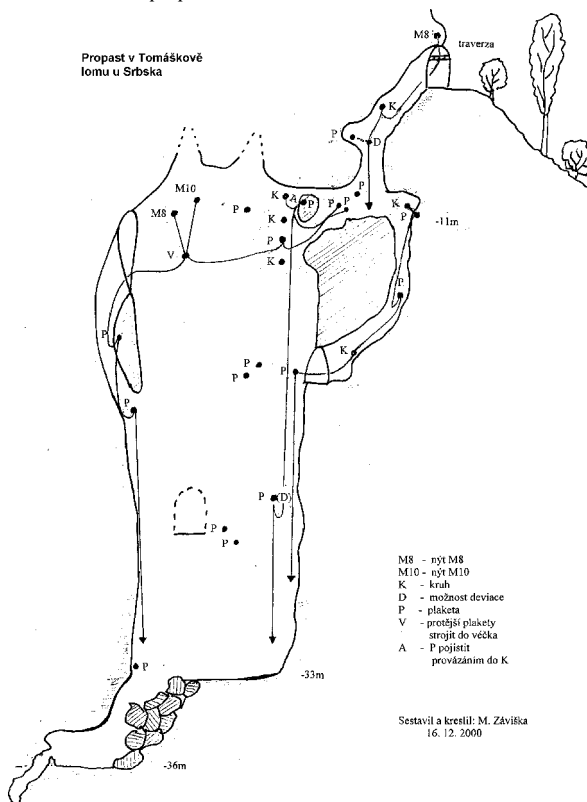 Propast v Tomáškově
lomu u Srbska
M8
traverza
K
P
D
P
K
A
P
P
P
K
P
-11m
M10
M8
P
K
P
K
V
P
P
K
P
P
P
P
P
P (D)
P
P
M8 - nýt M8
M10 - nýt M10
K - kruh
D - možnost deviace
P - plaketa
V - protější plakety
strojit do véčka
A - P pojistit
provázáním do K
P
-33m
Sestavil a kreslil: M. Záviška
16. 12. 2000
-36m